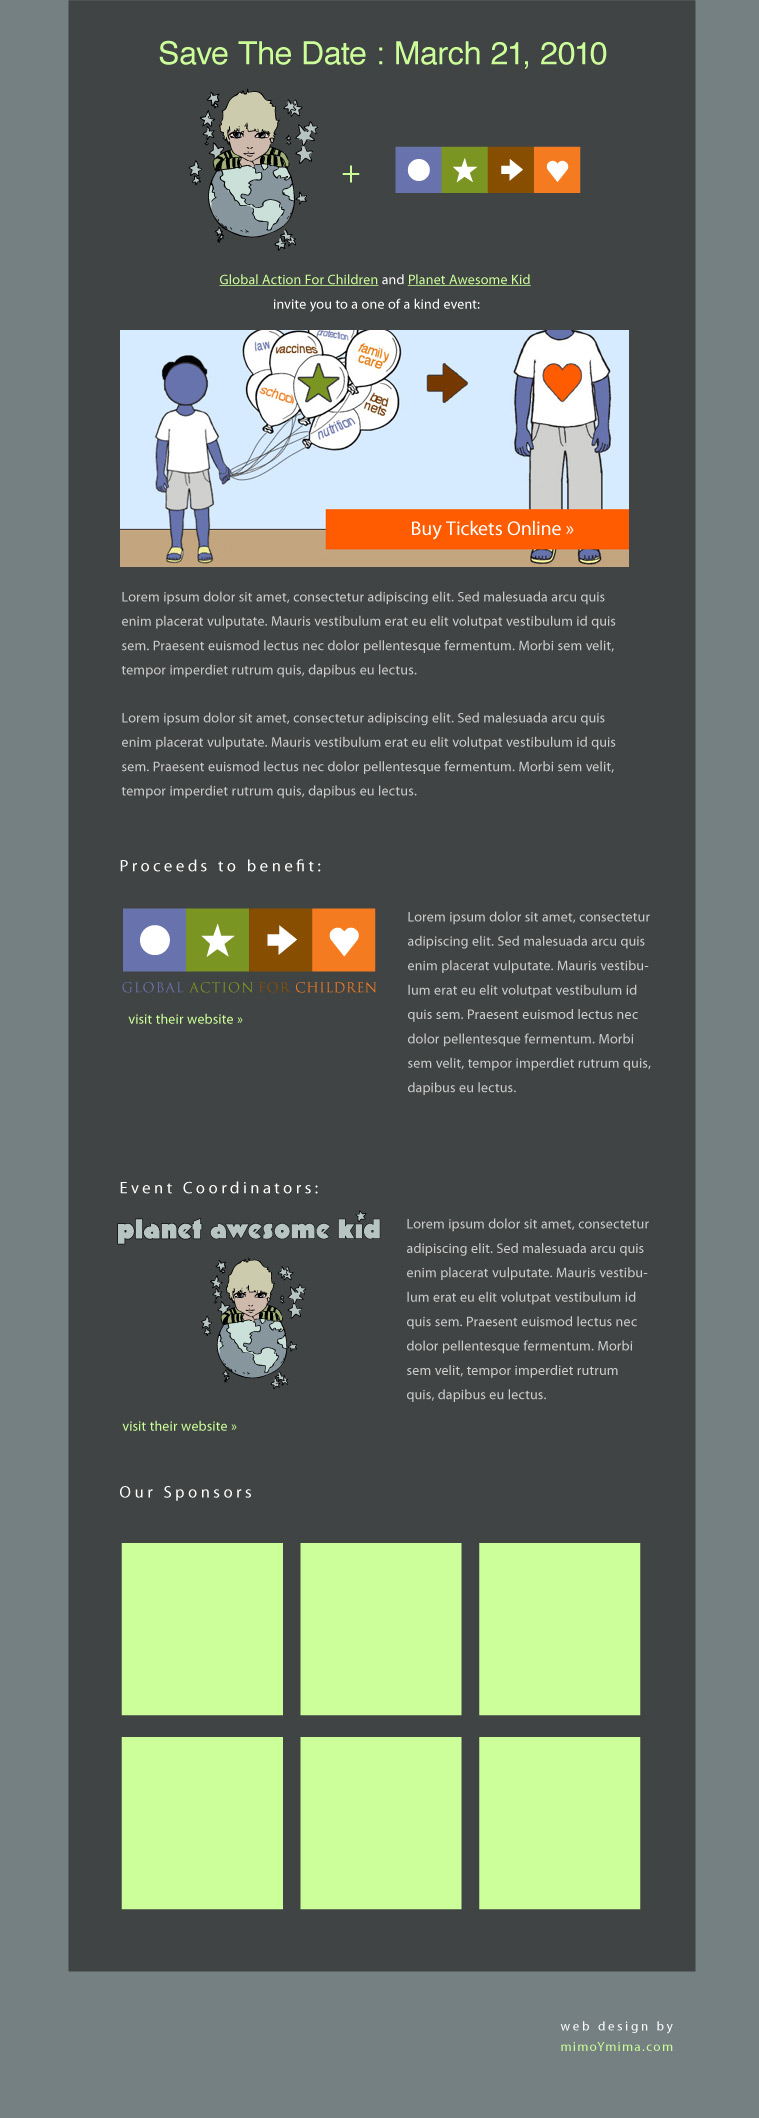 Save The Date : March 21, 2010
+
Global Action For Children and Planet Awesome Kid
invite you to a one of a kind event:
protection
law
vaccines
family
care
school
bed
nets
nutrition
Buy Tickets Online »
Lorem ipsum dolor sit amet, consectetur adipiscing elit. Sed malesuada arcu quis
enim placerat vulputate. Mauris vestibulum erat eu elit volutpat vestibulum id quis
sem. Praesent euismod lectus nec dolor pellentesque fermentum. Morbi sem velit,
tempor imperdiet rutrum quis, dapibus eu lectus.
Lorem ipsum dolor sit amet, consectetur adipiscing elit. Sed malesuada arcu quis
enim placerat vulputate. Mauris vestibulum erat eu elit volutpat vestibulum id quis
sem. Praesent euismod lectus nec dolor pellentesque fermentum. Morbi sem velit,
tempor imperdiet rutrum quis, dapibus eu lectus.
Proceeds to benefit:
GLOBAL ACTION FOR CHILDREN
visit their website »
Lorem ipsum dolor sit amet, consectetur
adipiscing elit. Sed malesuada arcu quis
enim placerat vulputate. Mauris vestibu-
lum erat eu elit volutpat vestibulum id
quis sem. Praesent euismod lectus nec
dolor pellentesque fermentum. Morbi
sem velit, tempor imperdiet rutrum quis,
dapibus eu lectus.
Event Coordinators:
planet awesome kid
visit their website »
Lorem ipsum dolor sit amet, consectetur
adipiscing elit. Sed malesuada arcu quis
enim placerat vulputate. Mauris vestibu-
lum erat eu elit volutpat vestibulum id
quis sem. Praesent euismod lectus nec
dolor pellentesque fermentum. Morbi
sem velit, tempor imperdiet rutrum
quis, dapibus eu lectus.
Our Sponsors
web design by
mimoYmima.com